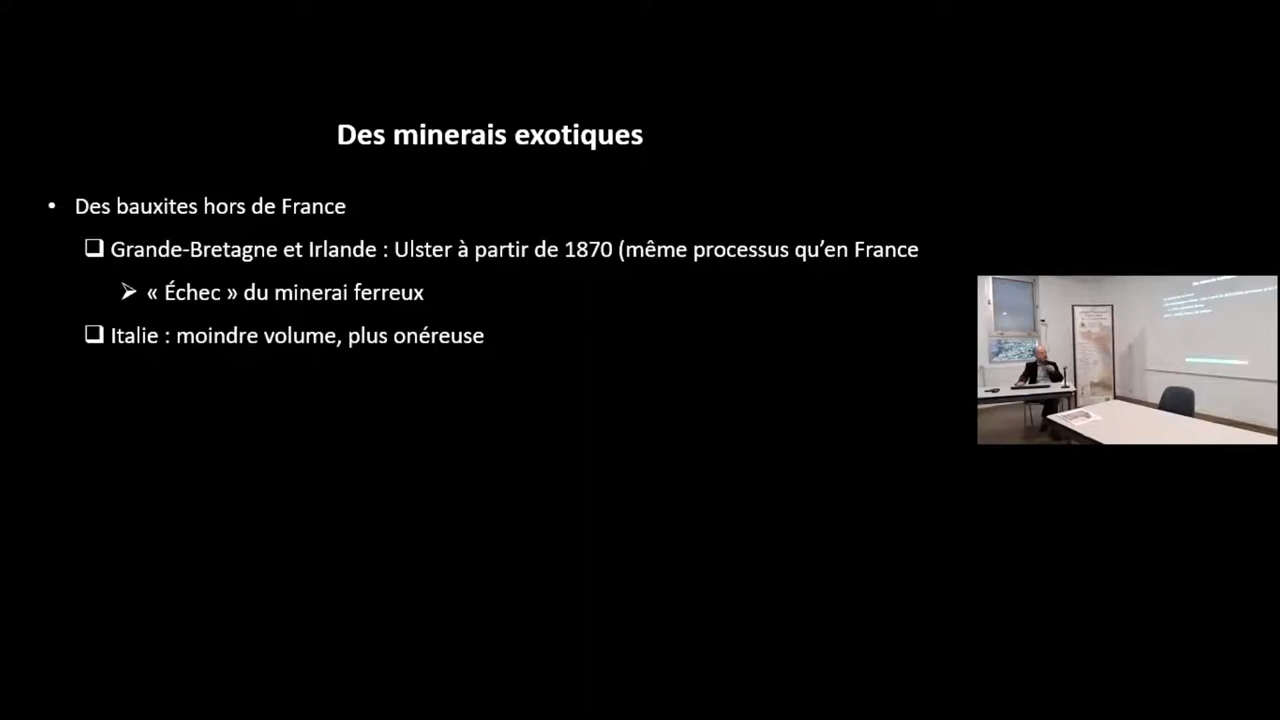 Des minerais exotiques
• Des bauxites hors de France
❑ Grande-Bretagne et Irlande : Ulster à partir de 1870 (même processus qu’en France
➢ « Échec » du minerai ferreux
❑ Italie : moindre volume, plus onéreuse